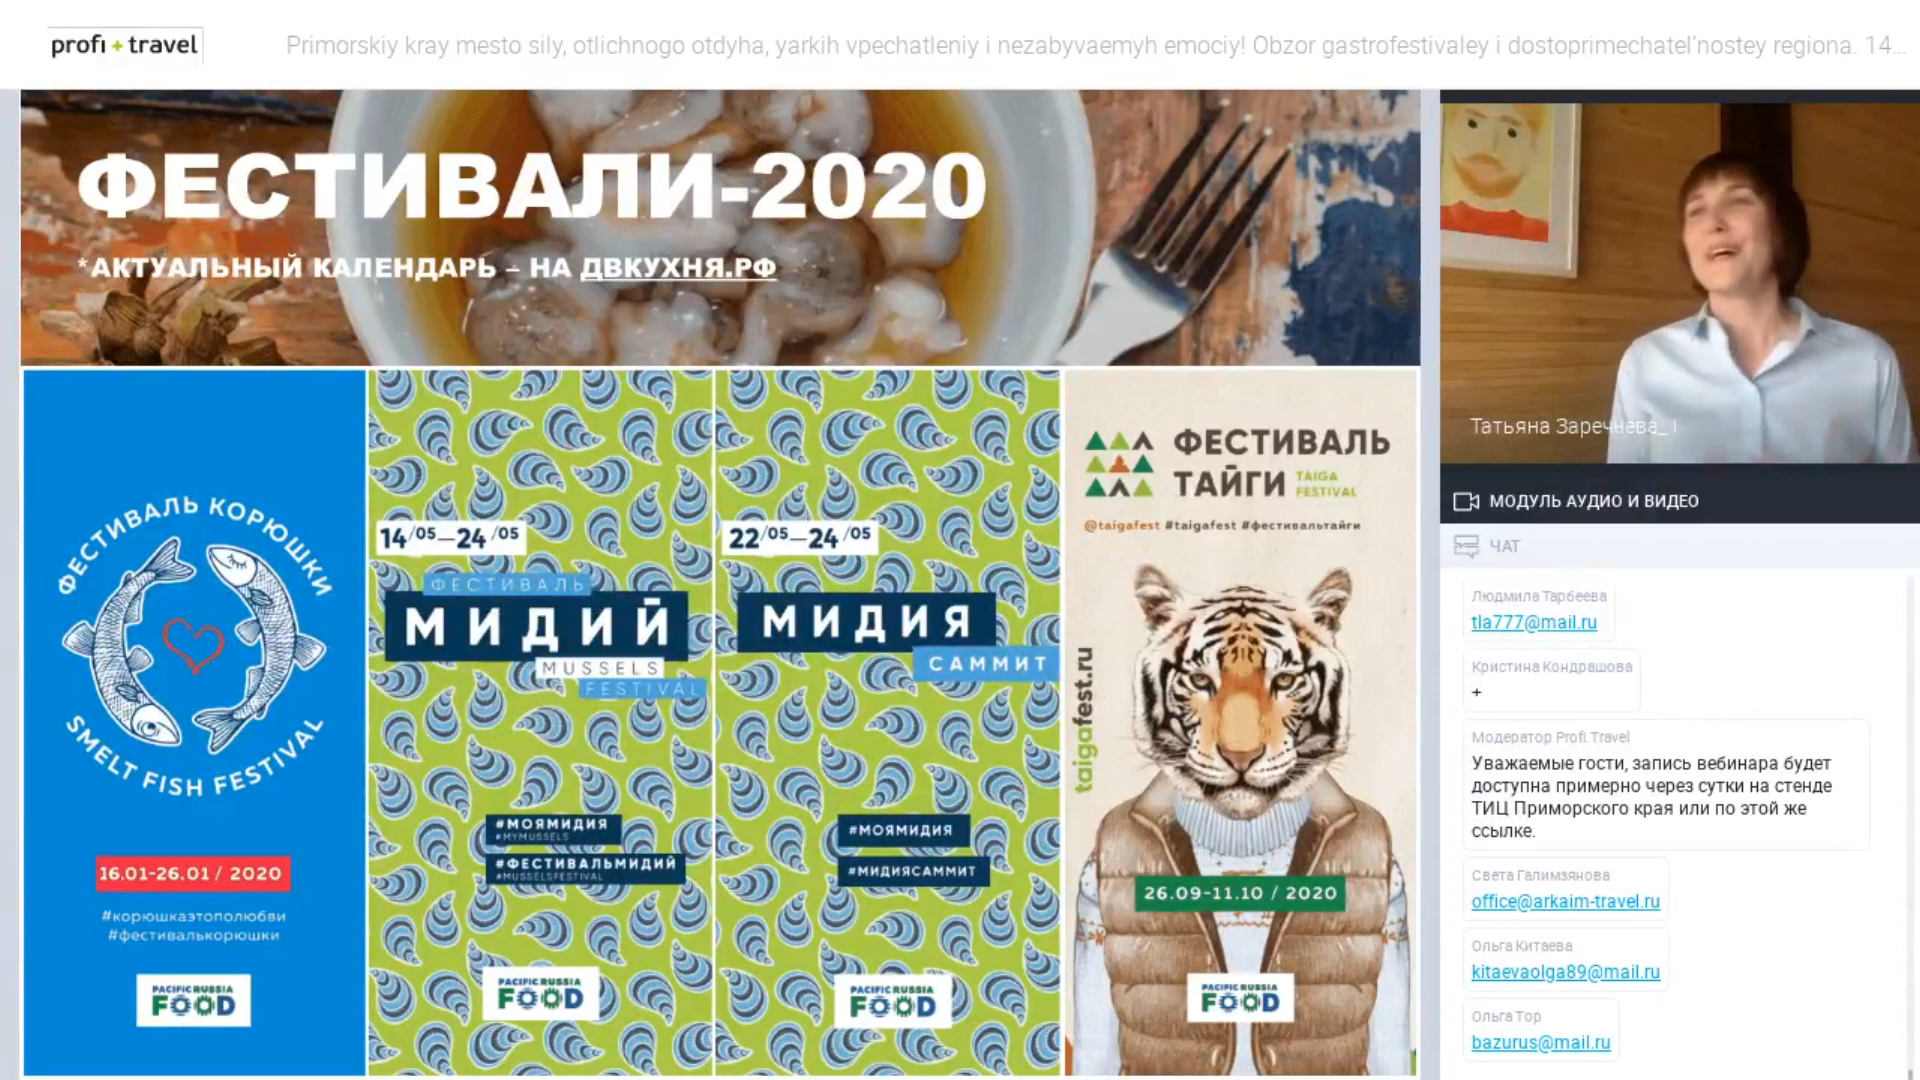 profi + travel
Primorskiy kray mesto sily, otlichnogo otdyha, yarkih vpechatleniy i nezabyvaemyh emociy! Obzor gastrofestivaley i dostoprimechatel'nostey regiona. 14...
ФЕСТИВАЛИ-2020
*АКТУАЛЬНЫЙ КАЛЕНДАРЬ – НА ДВКУХНЯ.РФ
ФЕСТИВАЛЬ КОРЮШКИ
SMELT FISH FESTIVAL
16.01-26.01 / 2020
#корюшкаэтополюбви
#фестивалькорюшки
PACIFIC RUSSIA
FOOD
14/05—24/05
ФЕСТИВАЛЬ
МИДИЙ
MUSSELS
FESTIVAL
#МОЯМИДИЯ
#MYMUSSELS
#ФЕСТИВАЛЬМИДИЙ
#MUSSELSFESTIVAL
PACIFIC RUSSIA
FOOD
22/05—24/05
МИДИЯ
САММИТ
#МОЯМИДИЯ
#МИДИЯСАММИТ
PACIFIC RUSSIA
FOOD
ФЕСТИВАЛЬ
ТАЙГИ
TAIGA
FESTIVAL
@taigafest #taigafest #фестивальтайги
taigafest.ru
26.09-11.10 / 2020
PACIFIC RUSSIA
FOOD
Татьяна Заречнева_
МОДУЛЬ АУДИО И ВИДЕО
ЧАТ
Людмила Тарбеева
tla777@mail.ru
Кристина Кондрашова
+
Модератор Profi.Travel
Уважаемые гости, запись вебинара будет
доступна примерно через сутки на стенде
ТИЦ Приморского края или по этой же
ссылке.
Света Галимзянова
office@arkaim-travel.ru
Ольга Китаева
kitaevaolga89@mail.ru
Ольга Тор
bazurus@mail.ru